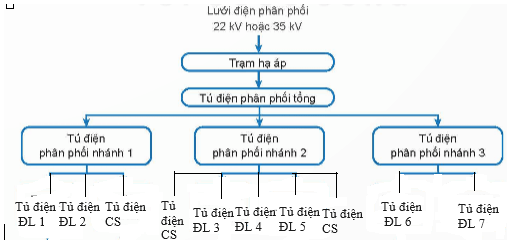 Lưới điện phân phối
22 kV hoặc 35 kV
Trạm hạ áp
Tủ điện phân phối tổng
Tủ điện
phân phối nhánh 1
Tủ điện
phân phối nhánh 2
Tủ điện
phân phối nhánh 3
Tủ điện
ĐL 1
Tủ điện
ĐL 2
Tủ điện
CS
Tủ
điện
CS
Tủ điện
ĐL 3
Tủ điện
ĐL 4
Tủ điện
ĐL 5
Tủ điện
CS
Tủ điện
ĐL 6
Tủ điện
ĐL 7